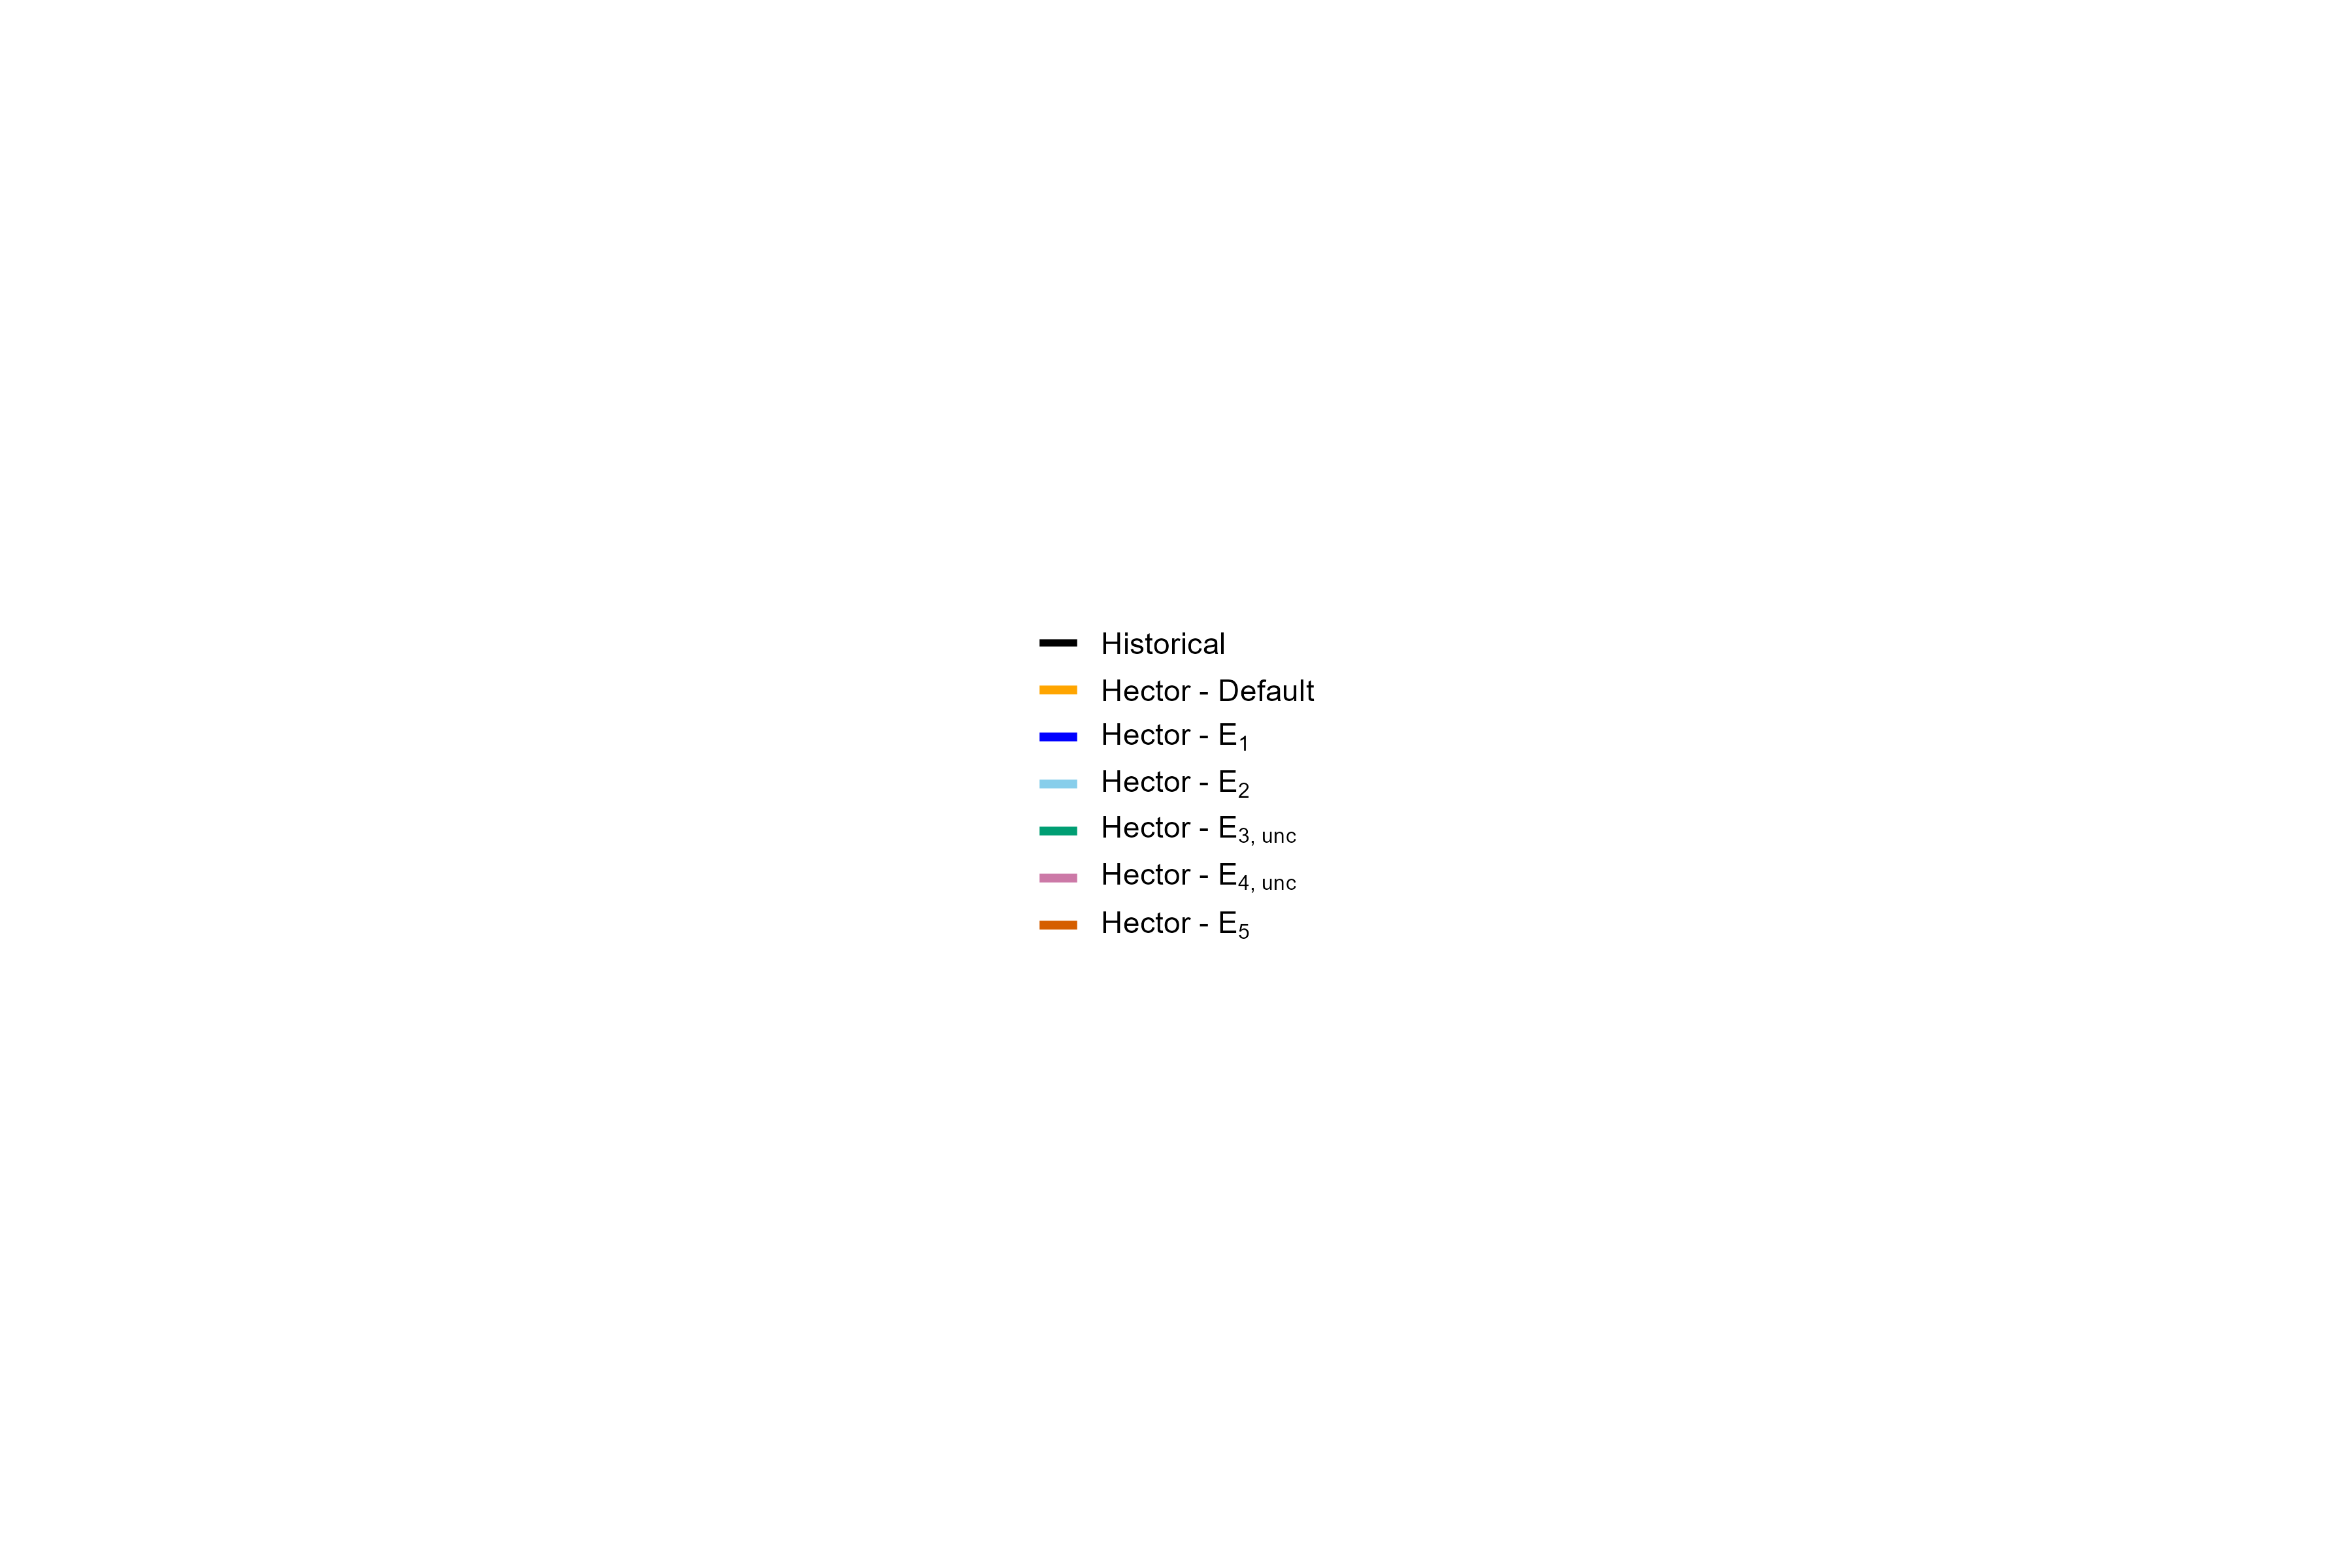 Historical
Hector - Default
Hector - E1
Hector - E2
Hector - E3, unc
Hector - E4, unc
Hector - E5